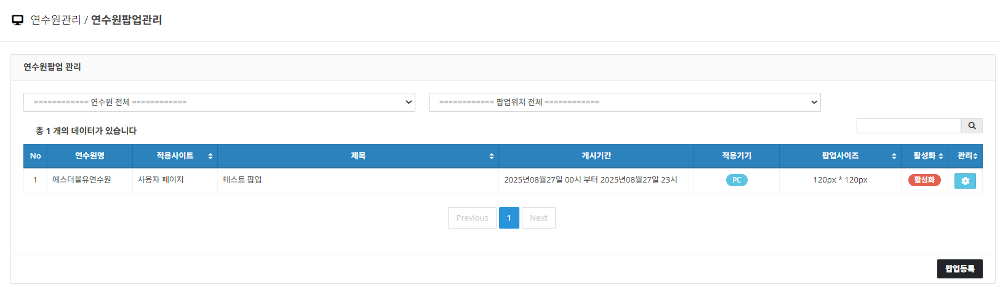 연수원관리 / 연수원팝업관리
연수원팝업 관리
============ 연수원 전체 ============ ============ 팝업위치 전체 ============
총 1 개의 데이터가 있습니다
No 연수원명 적용사이트 제목 게시기간 적용기기 팝업사이즈 활성화 관리
1 에스더블유연수원 사용자 페이지 테스트 팝업 2025년08월27일 00시 부터 2025년08월27일 23시 PC 120px * 120px 활성화
Previous 1 Next
팝업등록